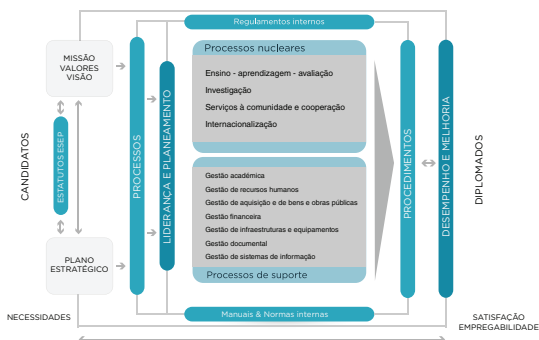 Regulamentos internos
CANDIDATOS
MISSÃO
VALORES
VISÃO
ESTATUTOS ESEP
PLANO
ESTRATÉGICO
PROCESSOS
LIDERANÇA E PLANEAMENTO
Processos nucleares
Ensino - aprendizagem - avaliação
Investigação
Serviços à comunidade e cooperação
Internacionalização
Gestão académica
Gestão de recursos humanos
Gestão de aquisição e de bens e obras públicas
Gestão financeira
Gestão de infraestruturas e equipamentos
Gestão documental
Gestão de sistemas de informação
Processos de suporte
PROCEDIMENTOS
DESEMPENHO E MELHORIA
DIPLOMADOS
Manuais & Normas internas
NECESSIDADES
SATISFAÇÃO
EMPREGABILIDADE